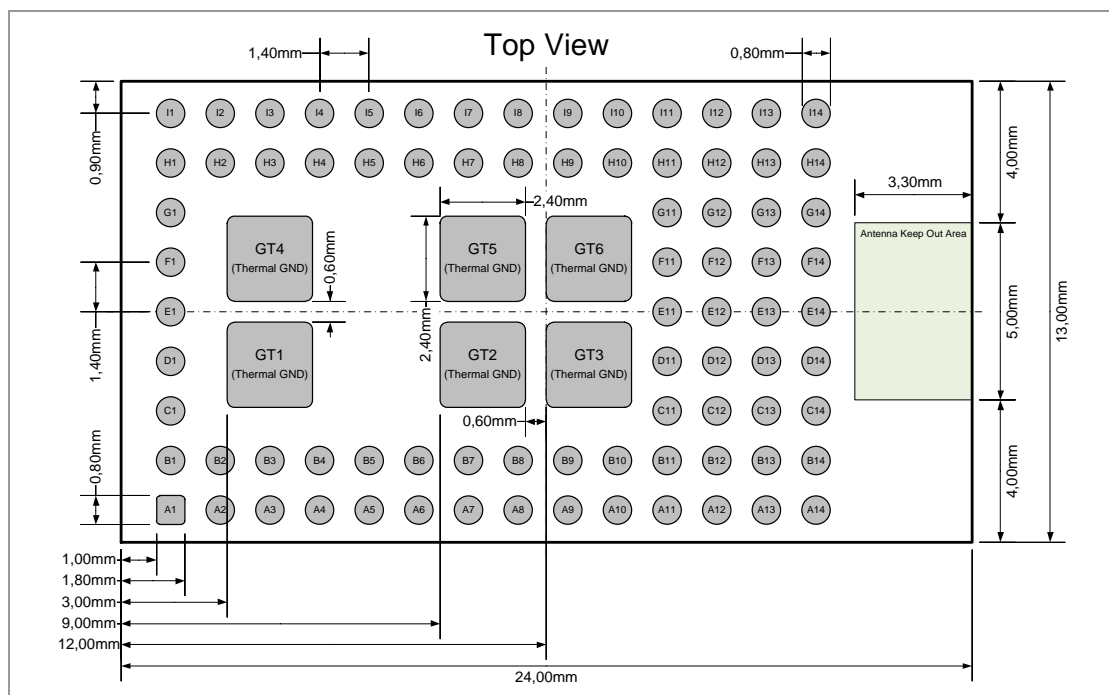 Top View
1,40mm
0,80mm
I1 I2 I3 I4 I5 I6 I7 I8 I9 I10 I11 I12 I13 I14
0,90mm
4,00mm
H1 H2 H3 H4 H5 H6 H7 H8 H9 H10 H11 H12 H13 H14
3,30mm
2,40mm
G1 G11 G12 G13 G14
Antenna Keep Out Area
GT4
(Thermal GND)
GT5
(Thermal GND)
GT6
(Thermal GND)
0,60mm
F1 F11 F12 F13 F14
E1 E11 E12 E13 E14
5,00mm
13,00mm
1,40mm
2,40mm
GT1
(Thermal GND)
GT2
(Thermal GND)
GT3
(Thermal GND)
D1 D11 D12 D13 D14
C1 C11 C12 C13 C14
0,60mm
B1 B2 B3 B4 B5 B6 B7 B8 B9 B10 B11 B12 B13 B14
0,80mm
4,00mm
A1 A2 A3 A4 A5 A6 A7 A8 A9 A10 A11 A12 A13 A14
1,00mm
1,80mm
3,00mm
9,00mm
12,00mm
24,00mm